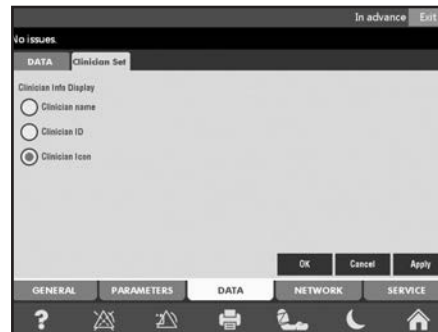 In advance Exit
No issues.
DATA Clinician Set
Clinician Info Display
Clinician name
Clinician ID
Clinician Icon
OK Cancel Apply
GENERAL PARAMETERS DATA NETWORK SERVICE
?